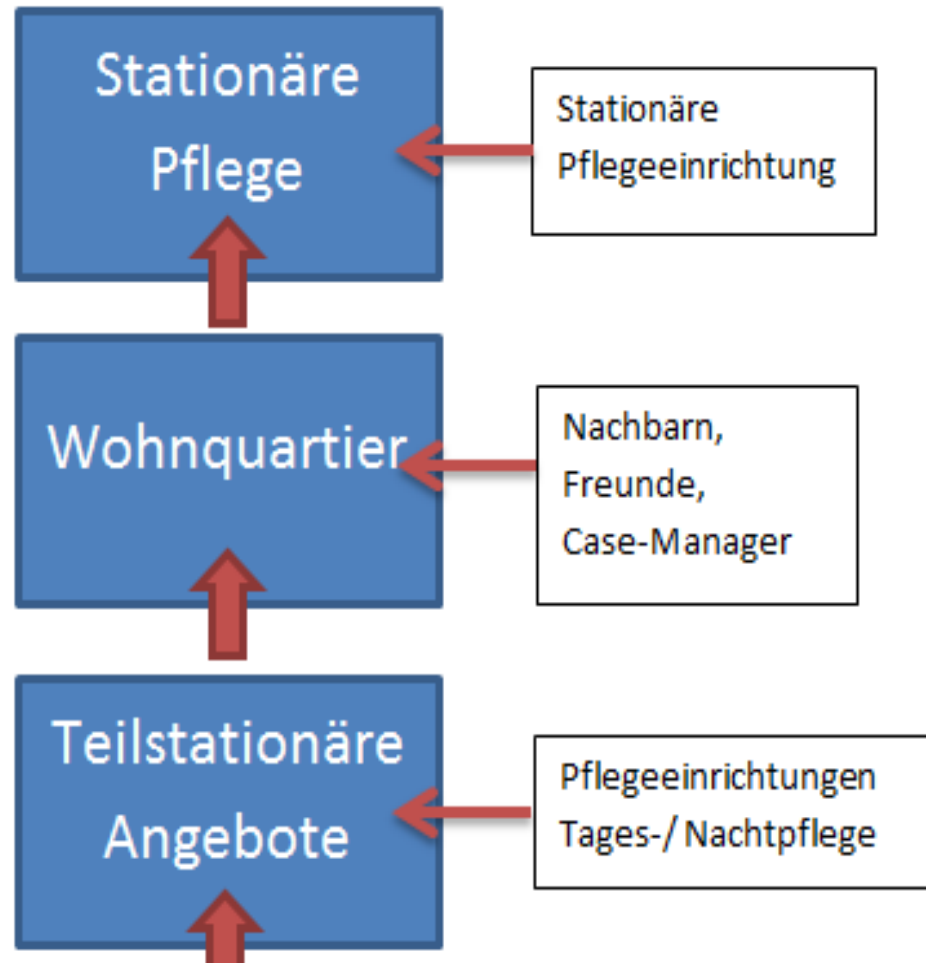 Stationäre
Pflege
Stationäre
Pflegeeinrichtung
Wohnquartier
Nachbarn,
Freunde,
Case-Manager
Teilstationäre
Angebote
Pflegeeinrichtungen
Tages-/ Nachtpflege